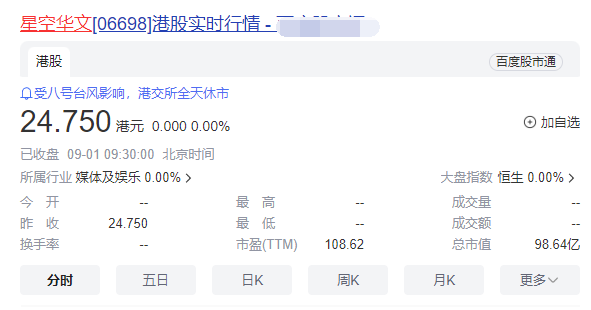 星空华文[06698]港股实时行情 -
港股
百度股市通
受八号台风影响，港交所全天休市
24.750 港元 0.000 0.00%
加自选
已收盘 09-01 09:30:00 北京时间
所属行业 媒体及娱乐 0.00%
大盘指数 恒生 0.00%
今开 -- 最高 -- 成交量 --
昨收 24.750 最低 -- 成交额 --
换手率 -- 市盈(TTM) 108.62 总市值 98.64亿
分时 五日 日K 周K 月K 更多